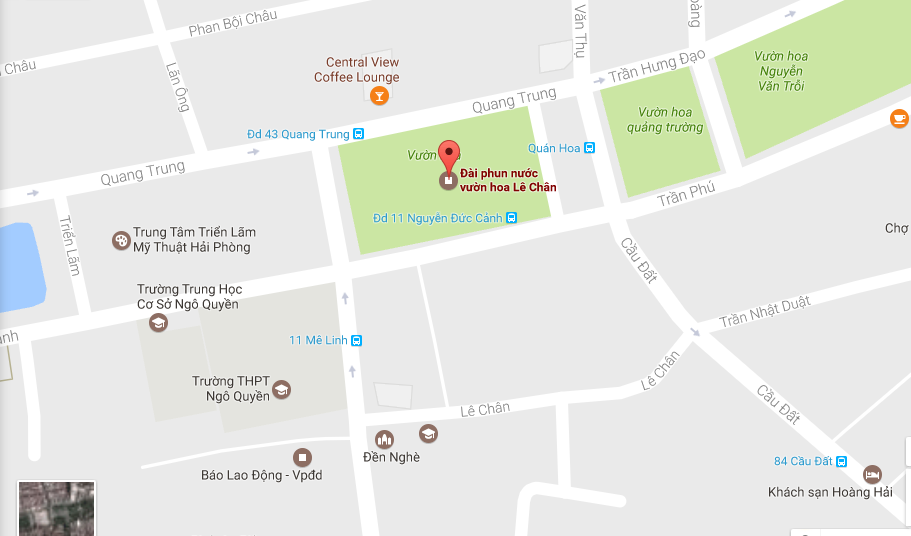 Phan Bội Châu
Châu
Lãn Ông
Văn Thụ
Central View
Coffee Lounge
Trần Hưng Đạo
Vườn hoa
Nguyễn
Văn Trỗi
Quang Trung
Vườn hoa
quảng trường
Đd 43 Quang Trung
Quán Hoa
Quang Trung
Đài phun nước
vườn hoa Lê Chân
Trần Phú
Đd 11 Nguyễn Đức Cảnh
Triển Lãm
Trung Tâm Triển Lãm
Mỹ Thuật Hải Phòng
Chợ
Cầu Đất
Trường Trung Học
Cơ Sở Ngô Quyền
Trần Nhật Duật
11 Mê Linh
Trường THPT
Ngô Quyền
Lê Chân
Lê Chân
Cầu Đất
Đền Nghè
84 Cầu Đất
Báo Lao Động - Vpđd
Khách sạn Hoàng Hải